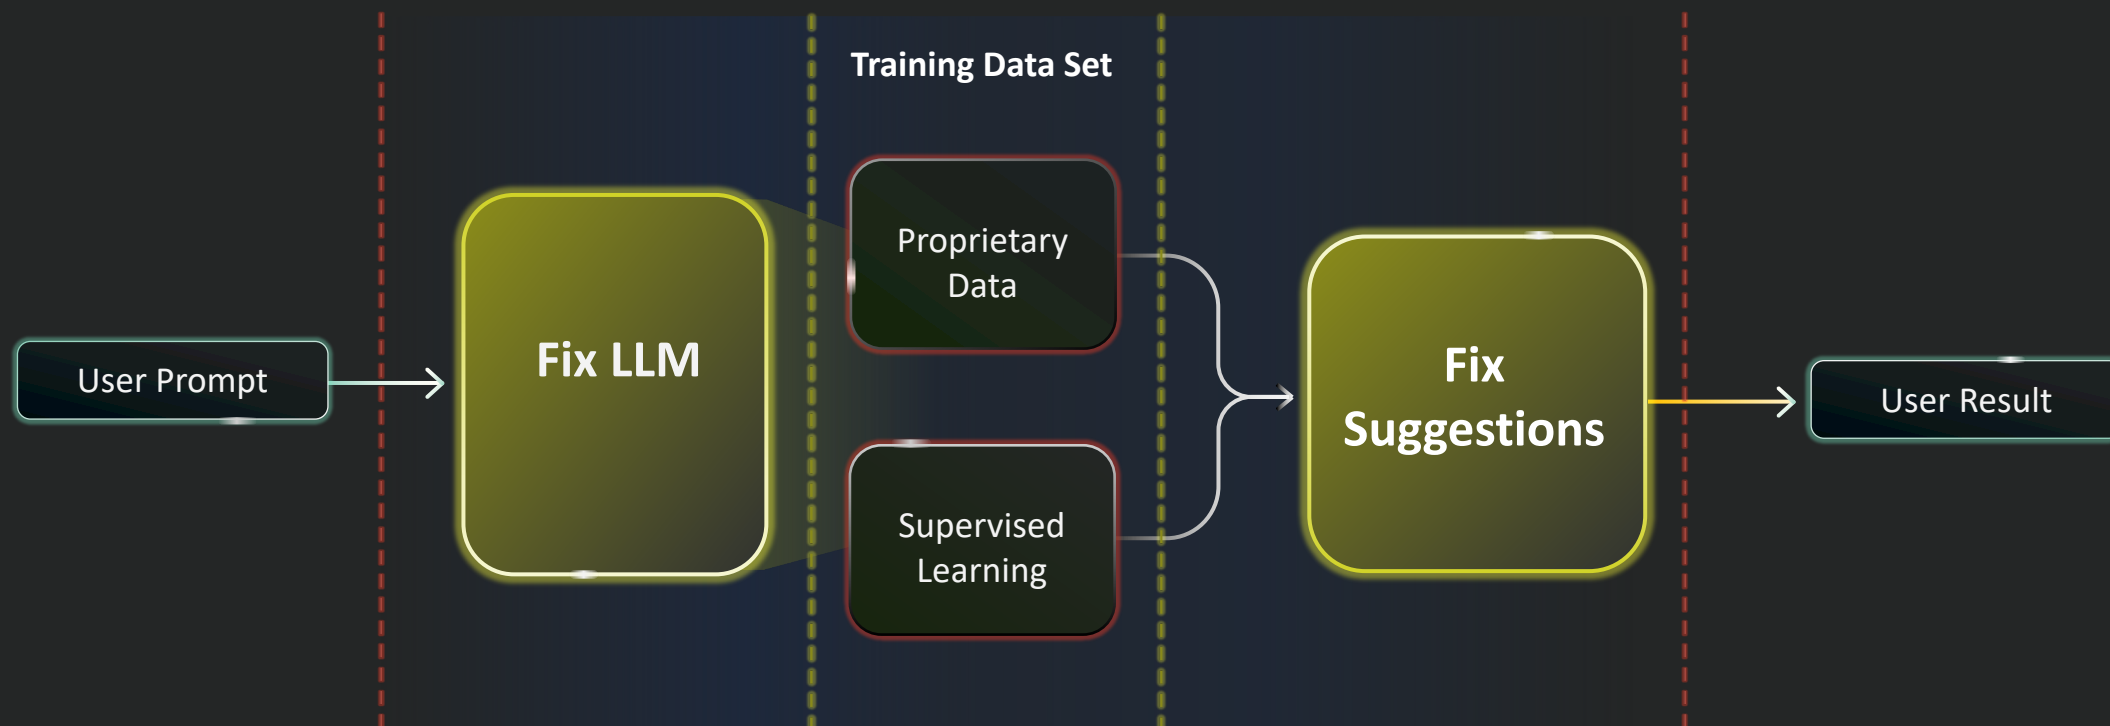 Training Data Set
User Prompt
Fix LLM
Proprietary
Data
Supervised
Learning
Fix
Suggestions
User Result